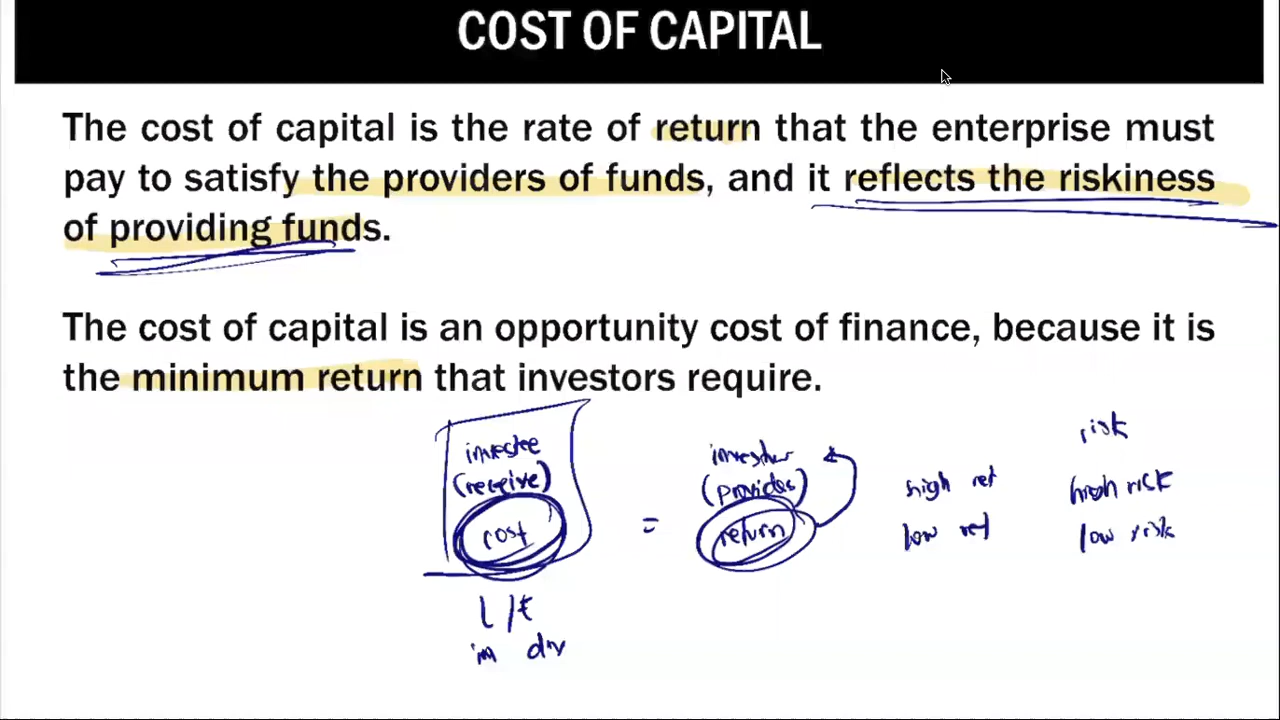 COST OF CAPITAL
The cost of capital is the rate of return that the enterprise must
pay to satisfy the providers of funds, and it reflects the riskiness
of providing funds.
The cost of capital is an opportunity cost of finance, because it is
the minimum return that investors require.
risk
investee investor
(receive) (provides) high ret high risk
cost = return low ret low risk
L/E
in div